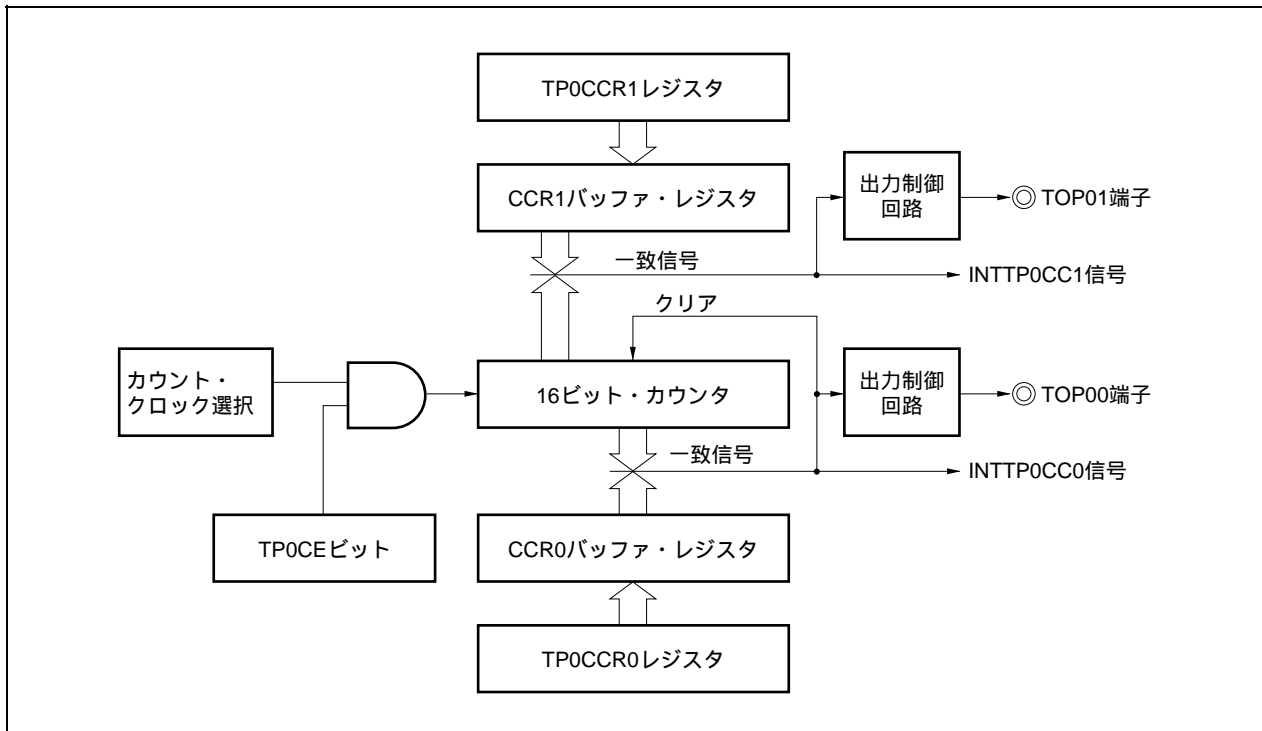 TP0CCR1レジスタ
CCR1バッファ・レジスタ
出力制御
回路
TOP01端子
一致信号
INTTP0CC1信号
クリア
カウント・
クロック選択
16ビット・カウンタ
出力制御
回路
TOP00端子
一致信号
INTTP0CC0信号
TP0CEビット
CCR0バッファ・レジスタ
TP0CCR0レジスタ